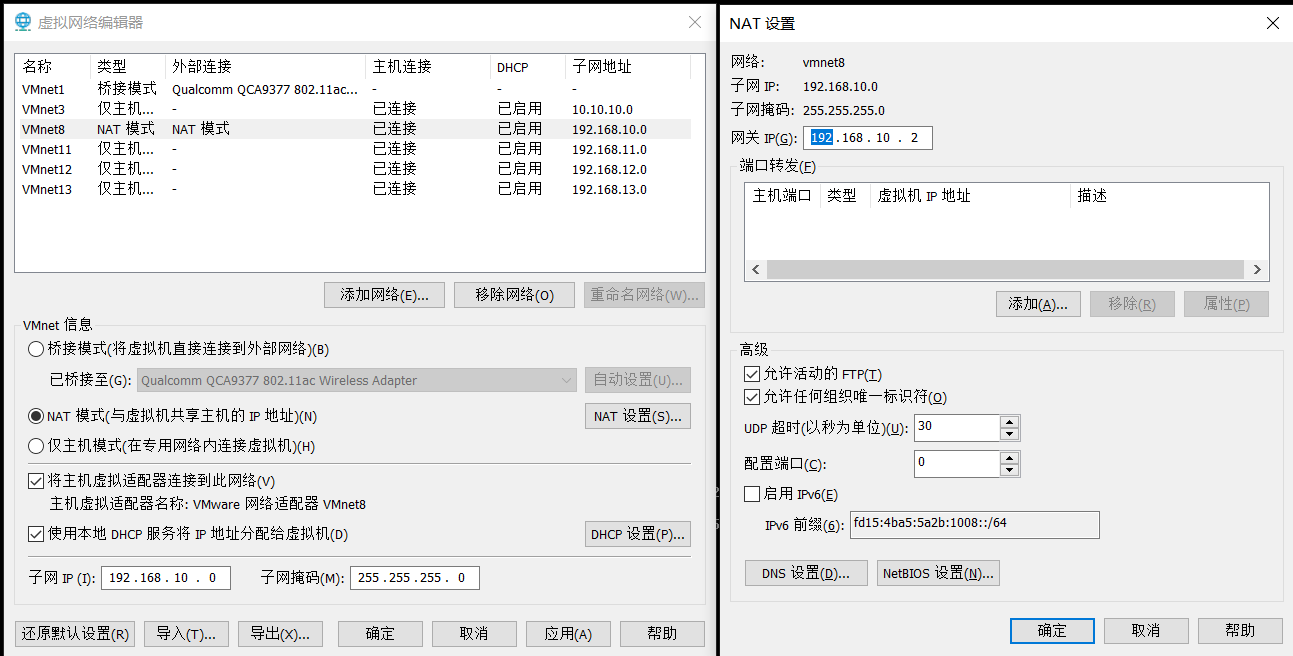 虚拟网络编辑器
名称 类型 外部连接 主机连接 DHCP 子网地址
VMnet1 桥接模式 Qualcomm QCA9377 802.11ac... - - -
VMnet3 仅主机... - 已连接 已启用 10.10.10.0
VMnet8 NAT 模式 NAT 模式 已连接 已启用 192.168.10.0
VMnet11 仅主机... - 已连接 已启用 192.168.11.0
VMnet12 仅主机... - 已连接 已启用 192.168.12.0
VMnet13 仅主机... - 已连接 已启用 192.168.13.0
添加网络(E)... 移除网络(O) 重命名网络(W)...
VMnet 信息
桥接模式(将虚拟机直接连接到外部网络)(B)
已桥接至(G): Qualcomm QCA9377 802.11ac Wireless Adapter 自动设置(U)...
NAT 模式(与虚拟机共享主机的 IP 地址)(N) NAT 设置(S)...
仅主机模式(在专用网络内连接虚拟机)(H)
将主机虚拟适配器连接到此网络(V)
主机虚拟适配器名称: VMware 网络适配器 VMnet8
使用本地 DHCP 服务将 IP 地址分配给虚拟机(D) DHCP 设置(P)...
子网 IP (I): 192 . 168 . 10 . 0 子网掩码(M): 255 . 255 . 255 . 0
还原默认设置(R) 导入(T)... 导出(X)... 确定 取消 应用(A) 帮助
NAT 设置
网络: vmnet8
子网 IP: 192.168.10.0
子网掩码: 255.255.255.0
网关 IP(G): 192 . 168 . 10 . 2
端口转发(F)
主机端口 类型 虚拟机 IP 地址 描述
添加(A)... 移除(R) 属性(P)
高级
允许活动的 FTP(T)
允许任何组织唯一标识符(O)
UDP 超时(以秒为单位)(U): 30
配置端口(C): 0
启用 IPv6(E)
IPv6 前缀(6): fd15:4ba5:5a2b:1008::/64
DNS 设置(D)... NetBIOS 设置(N)...
确定 取消 帮助